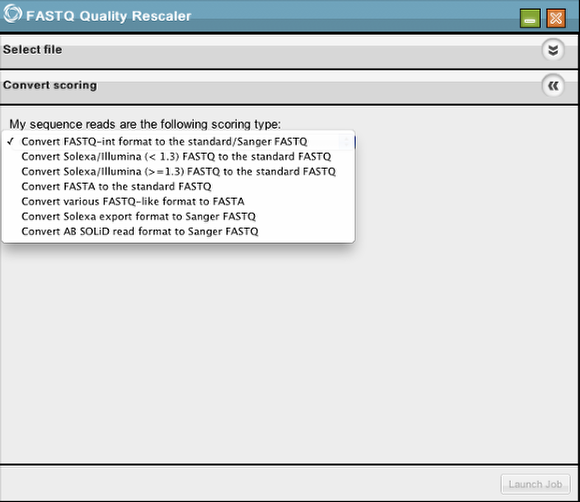 FASTQ Quality Rescaler
Select file
Convert scoring
My sequence reads are the following scoring type:
✓ Convert FASTQ-int format to the standard/Sanger FASTQ
Convert Solexa/Illumina (< 1.3) FASTQ to the standard FASTQ
Convert Solexa/Illumina (>=1.3) FASTQ to the standard FASTQ
Convert FASTA to the standard FASTQ
Convert various FASTQ-like format to FASTA
Convert Solexa export format to Sanger FASTQ
Convert AB SOLiD read format to Sanger FASTQ
Launch Job